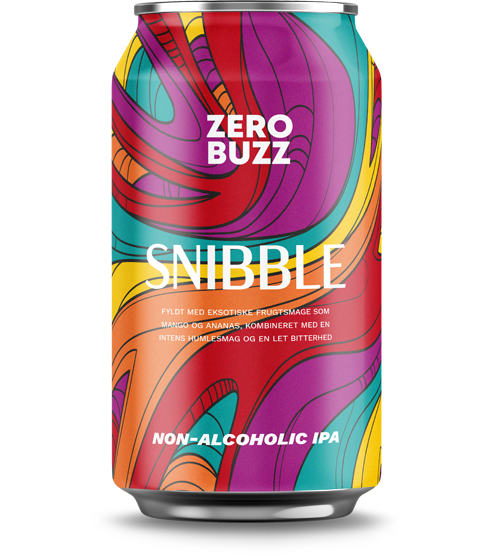 ZERO
BUZZ
SNIBBLE
FYLDT MED EKSOTISKE FRUGTSMAGE SOM
MANGO OG ANANAS, KOMBINERET MED EN
INTENS HUMLESMAG OG EN LET BITTERHED
NON-ALCOHOLIC IPA